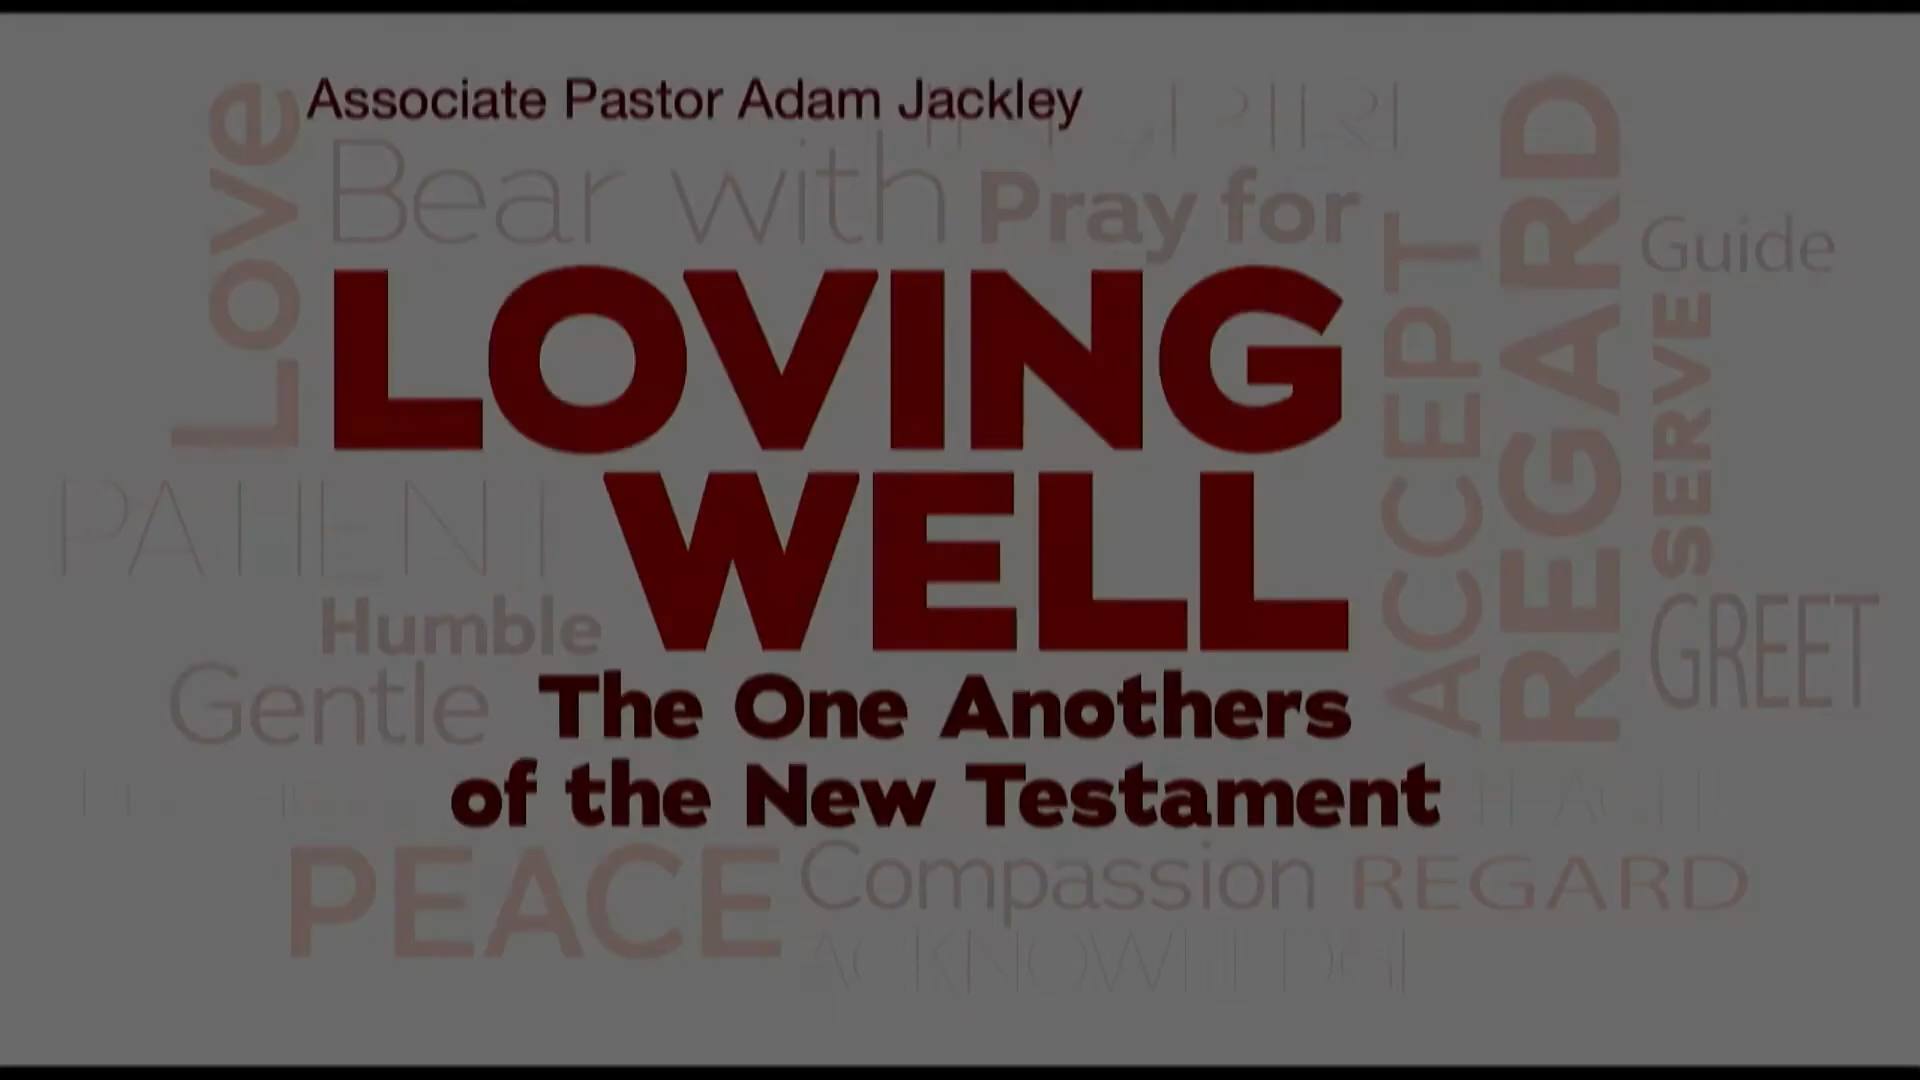 Associate Pastor Adam Jackley
Love
Bear with Pray for
ACCEPT
REGARD
Guide
SERVE
LOVING
WELL
PATIENT
Humble
Gentle
GREET
The One Anothers
of the New Testament
PEACE
Compassion REGARD